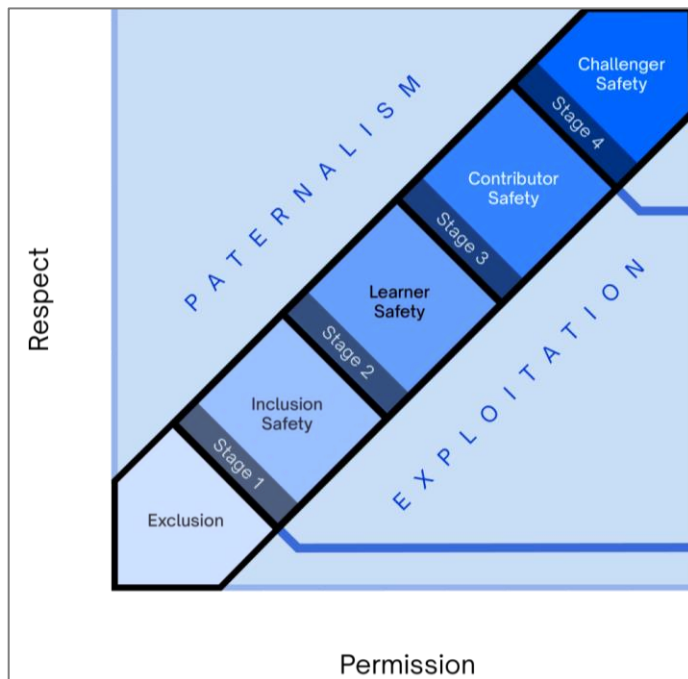 Challenger
Safety
Stage 4
PATERNALISM
Contributor
Safety
Stage 3
Respect
Learner
Safety
Stage 2
EXPLOITATION
Inclusion
Safety
Stage 1
Exclusion
Permission